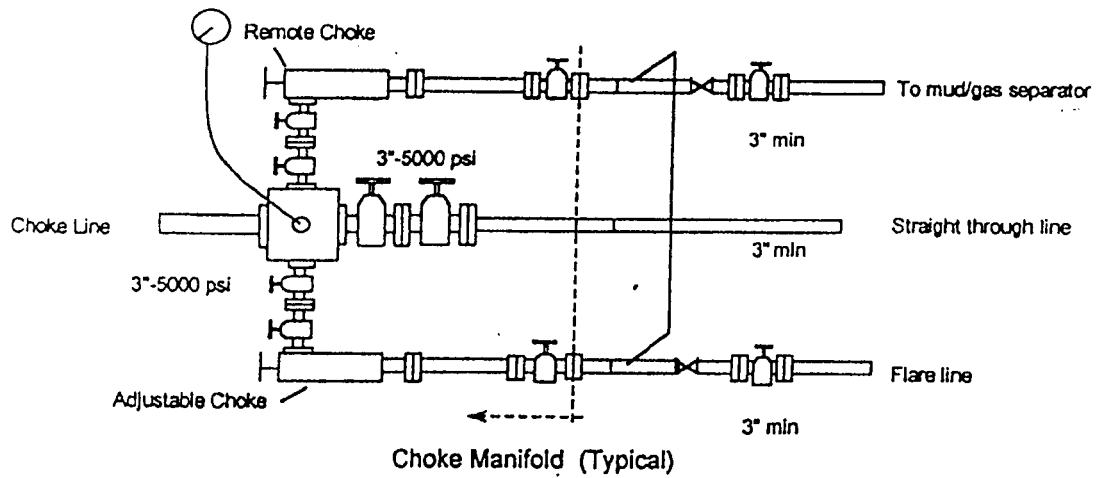 Remote Choke
To mud/gas separator
3" min
3"-5000 psi
Choke Line
Straight through line
3" min
3"-5000 psi
Flare line
Adjustable Choke
3" min
Choke Manifold (Typical)